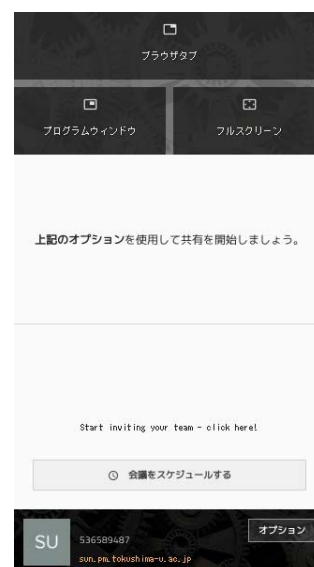 ブラウザタブ
プログラムウィンドウ
フルスクリーン
上記のオプションを使用して共有を開始しましょう。
Start inviting your team - click here!
会議をスケジュールする
オプション
SU
536589487
sun.pm.tokushima-u.ac.jp